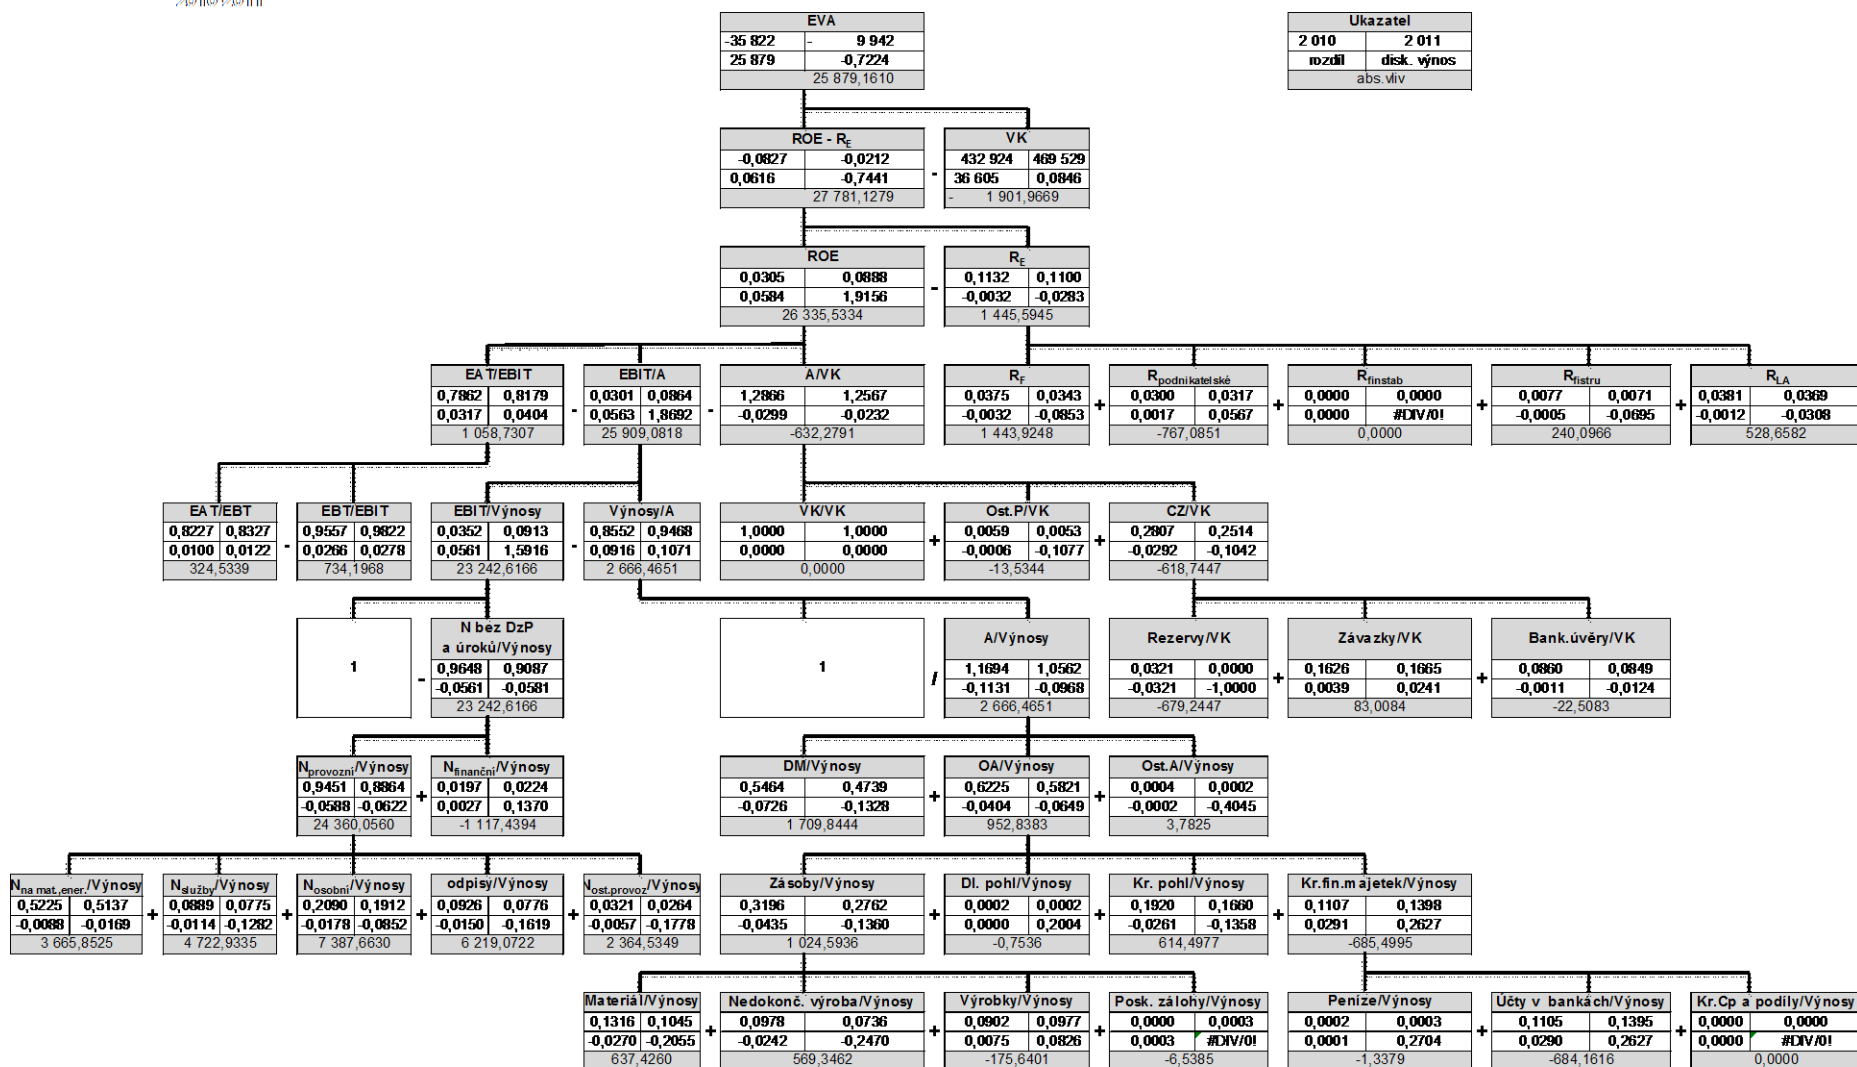 EVA
-35 822 - 9 942
25 879 -0,7224
25 879,1610
Ukazatel
2 010 2 011
rozdíl disk. výnos
abs.vliv
ROE - RE
-0,0827 -0,0212
0,0616 -0,7441
27 781,1279
-
VK
432 924 469 529
36 605 0,0846
- 1 901,9669
ROE
0,0305 0,0888
0,0584 1,9156
26 335,5334
-
RE
0,1132 0,1100
-0,0032 -0,0283
1 445,5945
EAT/EBIT
0,7862 0,8179
0,0317 0,0404
1 058,7307
-
EBIT/A
0,0301 0,0864
0,0563 1,8692
25 909,0818
-
A/VK
1,2866 1,2567
-0,0299 -0,0232
-632,2791
RF
0,0375 0,0343
-0,0032 -0,0853
1 443,9248
+
Rpodnikatelské
0,0300 0,0317
0,0017 0,0567
-767,0851
+
Rfinstab
0,0000 0,0000
0,0000 #DIV/0!
0,0000
+
Rfistru
0,0077 0,0071
-0,0005 -0,0695
240,0966
+
RLA
0,0381 0,0369
-0,0012 -0,0308
528,6582
EAT/EBT
0,8227 0,8327
0,0100 0,0122
324,5339
-
EBT/EBIT
0,9557 0,9822
0,0266 0,0278
734,1968
EBIT/Výnosy
0,0352 0,0913
0,0561 1,5916
23 242,6166
-
Výnosy/A
0,8552 0,9468
0,0916 0,1071
2 666,4651
VK/VK
1,0000 1,0000
0,0000 0,0000
0,0000
+
Ost.P/VK
0,0059 0,0053
-0,0006 -0,1077
-13,5344
+
CZ/VK
0,2807 0,2514
-0,0292 -0,1042
-618,7447
1
-
N bez DzP
a úroků/Výnosy
0,9648 0,9087
-0,0561 -0,0581
23 242,6166
1
/
A/Výnosy
1,1694 1,0562
-0,1131 -0,0968
2 666,4651
Rezervy/VK
0,0321 0,0000
-0,0321 -1,0000
-679,2447
+
Závazky/VK
0,1626 0,1665
0,0039 0,0241
83,0084
+
Bank.úvěry/VK
0,0860 0,0849
-0,0011 -0,0124
-22,5083
Nprovozní/Výnosy
0,9451 0,8864
-0,0588 -0,0622
24 360,0560
+
Nfinanční/Výnosy
0,0197 0,0224
0,0027 0,1370
-1 117,4394
DM/Výnosy
0,5464 0,4739
-0,0726 -0,1328
1 709,8444
+
OA/Výnosy
0,6225 0,5821
-0,0404 -0,0649
952,8383
+
Ost.A/Výnosy
0,0004 0,0002
-0,0002 -0,4045
3,7825
Nna mat.,ener./Výnosy
0,5225 0,5137
-0,0088 -0,0169
3 665,8525
+
Nslužby/Výnosy
0,0889 0,0775
-0,0114 -0,1282
4 722,9335
+
Nosobní/Výnosy
0,2090 0,1912
-0,0178 -0,0852
7 387,6630
+
odpisy/Výnosy
0,0926 0,0776
-0,0150 -0,1619
6 219,0722
+
Nost.provoz/Výnosy
0,0321 0,0264
-0,0057 -0,1778
2 364,5349
Zásoby/Výnosy
0,3196 0,2762
-0,0435 -0,1360
1 024,5936
+
Dl. pohl/Výnosy
0,0002 0,0002
0,0000 0,2004
-0,7536
+
Kr. pohl/Výnosy
0,1920 0,1660
-0,0261 -0,1358
614,4977
+
Kr.fin.majetek/Výnosy
0,1107 0,1398
0,0291 0,2627
-685,4995
Materiál/Výnosy
0,1316 0,1045
-0,0270 -0,2055
637,4260
+
Nedokonč. výroba/Výnosy
0,0978 0,0736
-0,0242 -0,2470
569,3462
+
Výrobky/Výnosy
0,0902 0,0977
0,0075 0,0826
-175,6401
+
Posk. zálohy/Výnosy
0,0000 0,0003
0,0003 #DIV/0!
-6,5385
Peníze/Výnosy
0,0002 0,0003
0,0001 0,2704
-1,3379
+
Účty v bankách/Výnosy
0,1105 0,1395
0,0290 0,2627
-684,1616
+
Kr.Cp a podíly/Výnosy
0,0000 0,0000
0,0000 #DIV/0!
0,0000